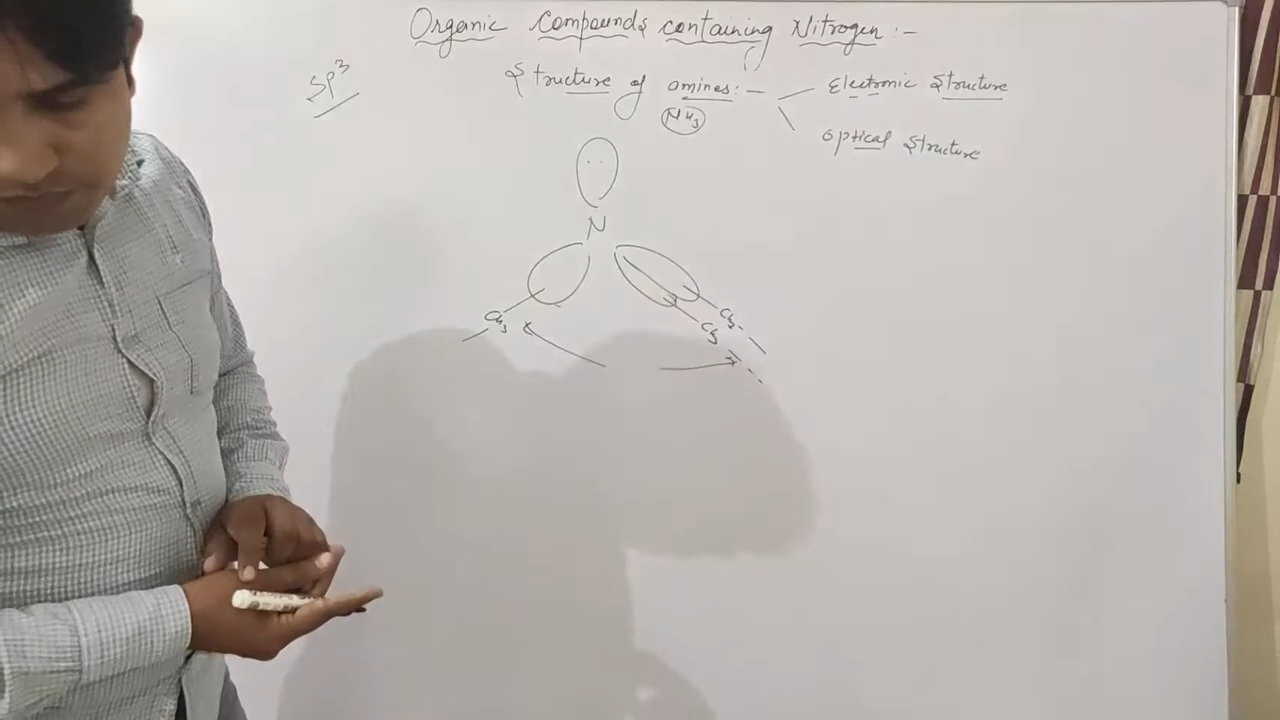 Organic Compounds containing Nitrogen :-
SP³
Structure of amines :-
Electronic Structure
NH₃
Optical Structure
N
CH₃
CH₃
CH₃